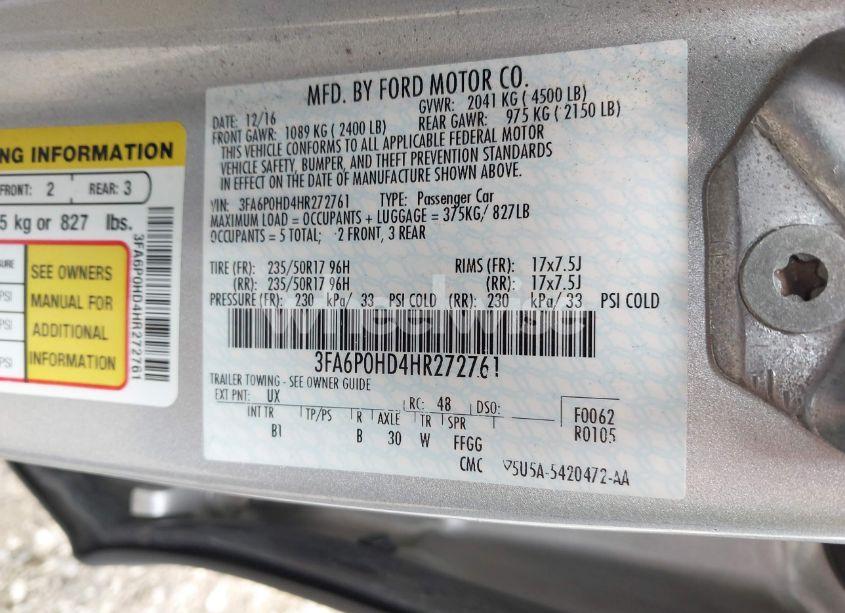 NG INFORMATION
FRONT: 2 REAR: 3
5 kg or 827 lbs.
SURE
PSI
PSI
PSI
SEE OWNERS
MANUAL FOR
ADDITIONAL
INFORMATION
3FA6P0HD4HR272761
MFD. BY FORD MOTOR CO.
DATE: 12/16 GVWR: 2041 KG ( 4500 LB)
FRONT GAWR: 1089 KG ( 2400 LB) REAR GAWR: 975 KG ( 2150 LB)
THIS VEHICLE CONFORMS TO ALL APPLICABLE FEDERAL MOTOR
VEHICLE SAFETY, BUMPER, AND THEFT PREVENTION STANDARDS
IN EFFECT ON THE DATE OF MANUFACTURE SHOWN ABOVE.
VIN: 3FA6P0HD4HR272761 TYPE: Passenger Car
MAXIMUM LOAD = OCCUPANTS + LUGGAGE = 375KG/ 827LB
OCCUPANTS = 5 TOTAL; 2 FRONT, 3 REAR
TIRE (FR): 235/50R17 96H RIMS (FR): 17x7.5J
(RR): 235/50R17 96H (RR): 17x7.5J
PRESSURE (FR): 230 kPa/ 33 PSI COLD (RR): 230 kPa/ 33 PSI COLD
wheelwise
3FA6P0HD4HR272761
TRAILER TOWING - SEE OWNER GUIDE
EXT PNT: UX RC: 48 DSO: F0062
INT TR TP/PS R AXLE TR SPR R0105
B1 B 30 W FFGG
CMC 5U5A-5420472-AA